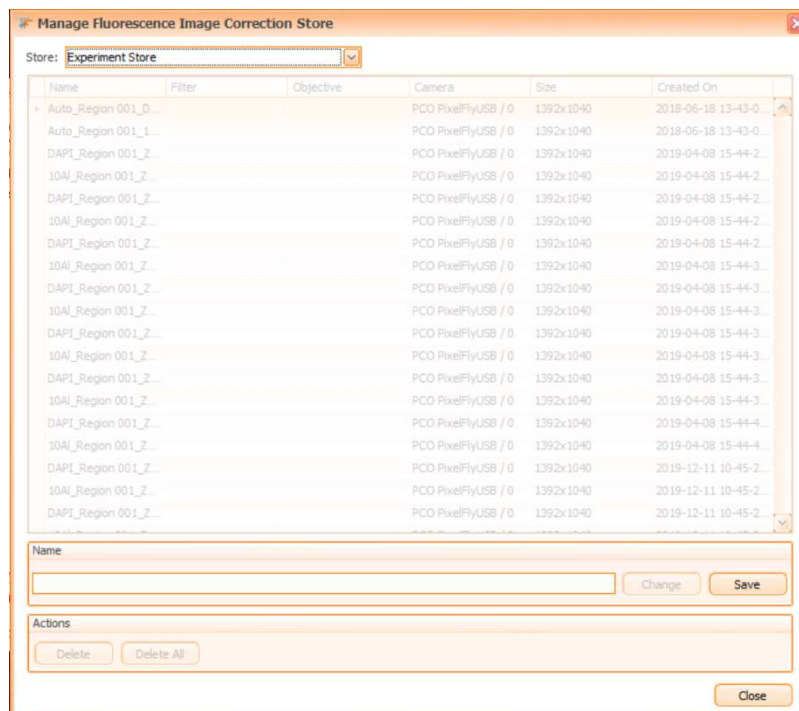 Manage Fluorescence Image Correction Store
Store: Experiment Store
Name Filter Objective Camera Size Created On
Auto_Region 001_D... PCO PixelFlyUSB / 0 1392x1040 2018-06-18 13-43-0...
Auto_Region 001_1... PCO PixelFlyUSB / 0 1392x1040 2018-06-18 13-43-0...
DAPI_Region 001_Z... PCO PixelFlyUSB / 0 1392x1040 2019-04-08 15-44-2...
10Al_Region 001_Z... PCO PixelFlyUSB / 0 1392x1040 2019-04-08 15-44-2...
DAPI_Region 001_Z... PCO PixelFlyUSB / 0 1392x1040 2019-04-08 15-44-2...
10Al_Region 001_Z... PCO PixelFlyUSB / 0 1392x1040 2019-04-08 15-44-2...
DAPI_Region 001_Z... PCO PixelFlyUSB / 0 1392x1040 2019-04-08 15-44-2...
10Al_Region 001_Z... PCO PixelFlyUSB / 0 1392x1040 2019-04-08 15-44-3...
DAPI_Region 001_Z... PCO PixelFlyUSB / 0 1392x1040 2019-04-08 15-44-3...
10Al_Region 001_Z... PCO PixelFlyUSB / 0 1392x1040 2019-04-08 15-44-3...
DAPI_Region 001_Z... PCO PixelFlyUSB / 0 1392x1040 2019-04-08 15-44-3...
10Al_Region 001_Z... PCO PixelFlyUSB / 0 1392x1040 2019-04-08 15-44-3...
DAPI_Region 001_Z... PCO PixelFlyUSB / 0 1392x1040 2019-04-08 15-44-3...
10Al_Region 001_Z... PCO PixelFlyUSB / 0 1392x1040 2019-04-08 15-44-3...
DAPI_Region 001_Z... PCO PixelFlyUSB / 0 1392x1040 2019-04-08 15-44-4...
10Al_Region 001_Z... PCO PixelFlyUSB / 0 1392x1040 2019-04-08 15-44-4...
DAPI_Region 001_Z... PCO PixelFlyUSB / 0 1392x1040 2019-12-11 10-45-2...
10Al_Region 001_Z... PCO PixelFlyUSB / 0 1392x1040 2019-12-11 10-45-2...
DAPI_Region 001_Z... PCO PixelFlyUSB / 0 1392x1040 2019-12-11 10-45-2...
Name
Change Save
Actions
Delete Delete All
Close